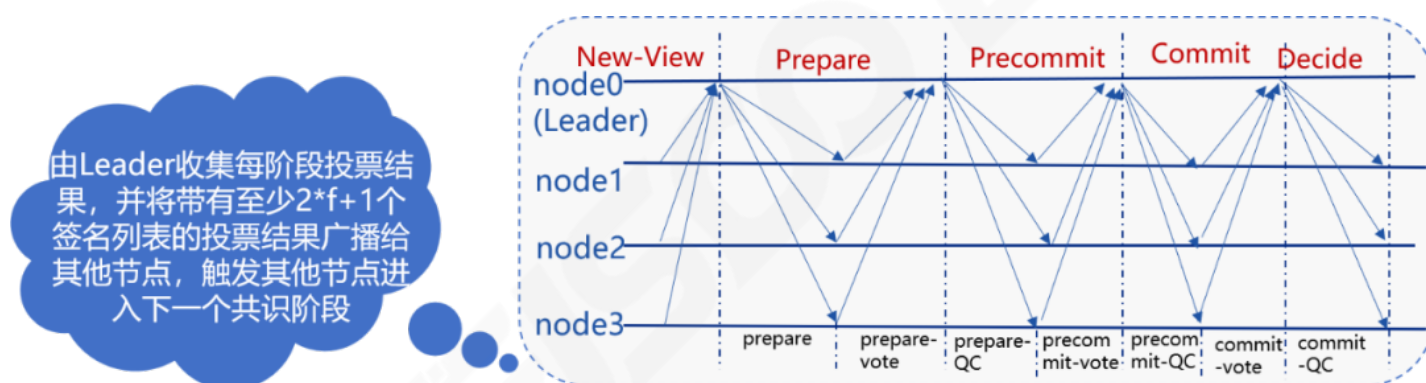 由Leader收集每阶段投票结
果，并将带有至少2*f+1个
签名列表的投票结果广播给
其他节点，触发其他节点进
入下一个共识阶段
New-View
Prepare
Precommit
Commit
Decide
node0
(Leader)
node1
node2
node3
prepare
prepare-
vote
prepare-
QC
precom
mit-vote
precom
mit-QC
commit
-vote
commit
-QC